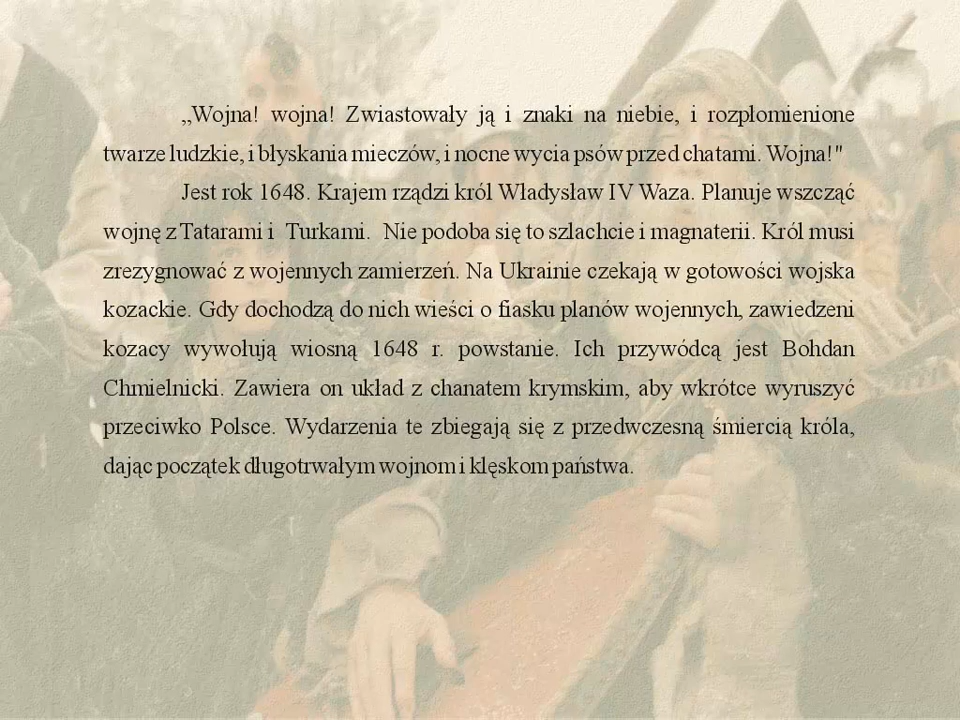 „Wojna! wojna! Zwiastowały ją i znaki na niebie, i rozpłomienione
twarze ludzkie, i błyskania mieczów, i nocne wycia psów przed chatami. Wojna!"
Jest rok 1648. Krajem rządzi król Władysław IV Waza. Planuje wszcząć
wojnę z Tatarami i Turkami. Nie podoba się to szlachcie i magnaterii. Król musi
zrezygnować z wojennych zamierzeń. Na Ukrainie czekają w gotowości wojska
kozackie. Gdy dochodzą do nich wieści o fiasku planów wojennych, zawiedzeni
kozacy wywołują wiosną 1648 r. powstanie. Ich przywódcą jest Bohdan
Chmielnicki. Zawiera on układ z chanatem krymskim, aby wkrótce wyruszyć
przeciwko Polsce. Wydarzenia te zbiegają się z przedwczesną śmiercią króla,
dając początek długotrwałym wojnom i klęskom państwa.